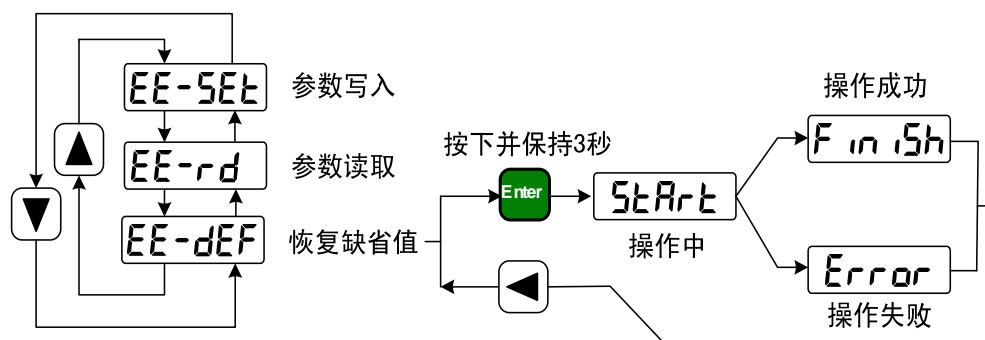 EE-SEt
参数写入
EE-rd
参数读取
EE-dEF
恢复缺省值
按下并保持3秒
Enter
StArt
操作中
操作成功
FiniSh
Error
操作失败